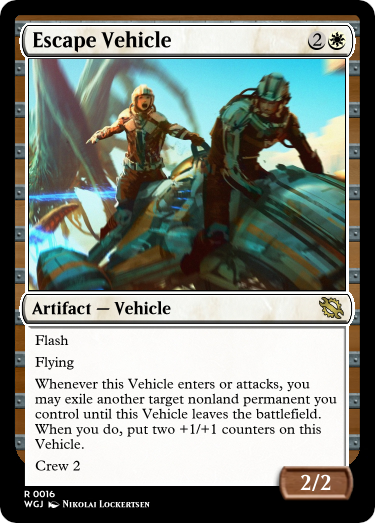 Escape Vehicle 2
Artifact — Vehicle
Flash
Flying
Whenever this Vehicle enters or attacks, you
may exile another target nonland permanent you
control until this Vehicle leaves the battlefield.
When you do, put two +1/+1 counters on this
Vehicle.
Crew 2
2/2
R 0016
WGJ Nikolai Lockertsen